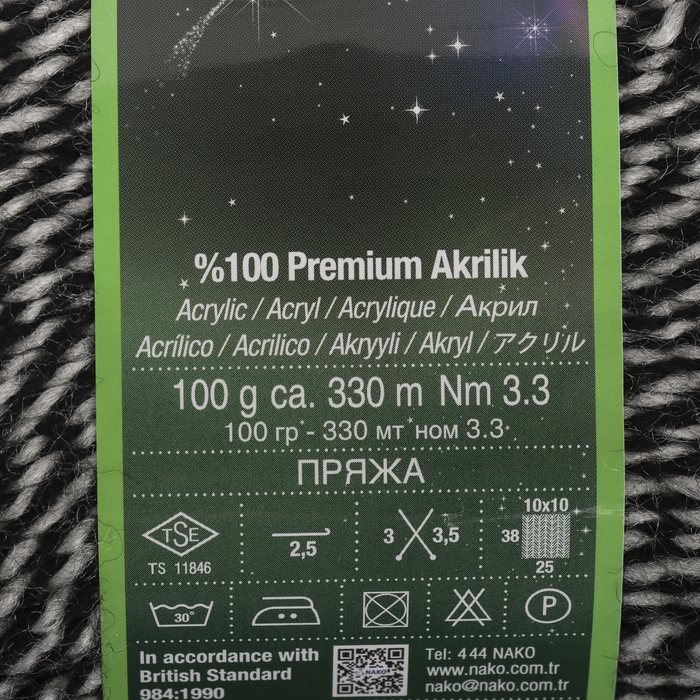 %100 Premium Akrilik
Acrylic / Acryl / Acrylique / Акрил
Acrílico / Acrilico / Akryyli / Akryl / アクリル
100 g ca. 330 m Nm 3.3
100 гр - 330 мт ном 3.3
ПРЯЖА
TSE
TS 11846
2,5
3 3,5
10x10
38
25
30°
P
In accordance with
British Standard
984:1990
NAKO
Tel: 4 44 NAKO
www.nako.com.tr
nako@nako.com.tr